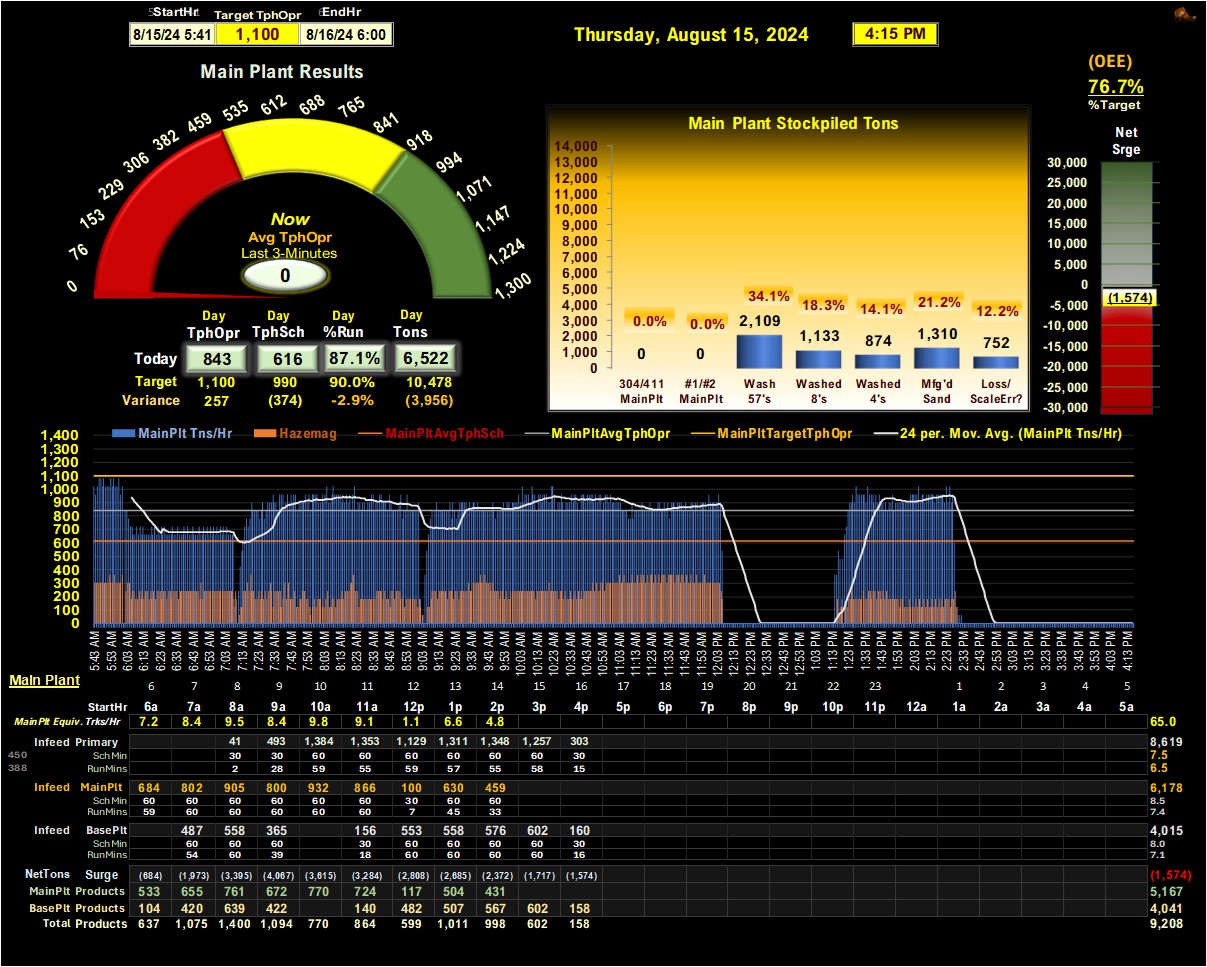 StartHr Target TphOpr EndHr
8/15/24 5:41 1,100 8/16/24 6:00
Thursday, August 15, 2024 4:15 PM
(OEE)
76.7%
%Target
Main Plant Results
0 76 153 229 306 382 459 535 612 688 765 841 918 994 1,071 1,147 1,224 1,300
Now
Avg TphOpr
Last 3-Minutes
0
Day Day Day Day
TphOpr TphSch %Run Tons
Today 843 616 87.1% 6,522
Target 1,100 990 90.0% 10,478
Variance 257 (374) -2.9% (3,956)
Main Plant Stockpiled Tons
14,000
13,000
12,000
11,000
10,000
9,000
8,000
7,000
6,000
5,000
4,000
3,000
2,000
1,000
0
0.0% 0.0% 34.1% 18.3% 14.1% 21.2% 12.2%
0 0 2,109 1,133 874 1,310 752
304/411 #1/#2 Wash Washed Washed Mfg'd Loss/
MainPlt MainPlt 57's 8's 4's Sand ScaleErr?
Net
Srge
30,000
25,000
20,000
15,000
10,000
5,000
0
(1,574)
-5,000
-10,000
-15,000
-20,000
-25,000
-30,000
MainPlt Tns/Hr Hazemag MainPltAvgTphSch MainPltAvgTphOpr MainPltTargetTphOpr 24 per. Mov. Avg. (MainPlt Tns/Hr)
1,400
1,300
1,200
1,100
1,000
900
800
700
600
500
400
300
200
100
0
5:43 AM 5:53 AM 6:03 AM 6:13 AM 6:23 AM 6:33 AM 6:43 AM 6:53 AM 7:03 AM 7:13 AM 7:23 AM 7:33 AM 7:43 AM 7:53 AM 8:03 AM 8:13 AM 8:23 AM 8:33 AM 8:43 AM 8:53 AM 9:03 AM 9:13 AM 9:23 AM 9:33 AM 9:43 AM 9:53 AM 10:03 AM 10:13 AM 10:23 AM 10:33 AM 10:43 AM 10:53 AM 11:03 AM 11:13 AM 11:23 AM 11:33 AM 11:43 AM 11:53 AM 12:03 PM 12:13 PM 12:23 PM 12:33 PM 12:43 PM 12:53 PM 1:03 PM 1:13 PM 1:23 PM 1:33 PM 1:43 PM 1:53 PM 2:03 PM 2:13 PM 2:23 PM 2:33 PM 2:43 PM 2:53 PM 3:03 PM 3:13 PM 3:23 PM 3:33 PM 3:43 PM 3:53 PM 4:03 PM 4:13 PM
Main Plant 6 7 8 9 10 11 12 13 14 15 16 17 18 19 20 21 22 23 1 2 3 4 5
StartHr 6a 7a 8a 9a 10a 11a 12p 1p 2p 3p 4p 5p 6p 7p 8p 9p 10p 11p 12a 1a 2a 3a 4a 5a
MainPlt Equiv. Trks/Hr 7.2 8.4 9.5 8.4 9.8 9.1 1.1 6.6 4.8 65.0
Infeed Primary 41 493 1,384 1,353 1,129 1,311 1,348 1,257 303 8,619
450 SchMin 30 30 60 60 60 60 60 60 30 7.5
388 RunMins 2 28 59 55 59 57 55 58 15 6.5
Infeed MainPlt 684 802 905 800 932 866 100 630 459 6,178
SchMin 60 60 60 60 60 60 30 60 60 8.5
RunMins 59 60 60 60 60 60 7 45 33 7.4
Infeed BasePlt 487 558 365 156 553 558 576 602 160 4,015
SchMin 60 60 60 30 60 60 60 60 30 8.0
RunMins 54 60 39 18 60 60 60 60 16 7.1
NetTons Surge (684) (1,973) (3,395) (4,067) (3,615) (3,284) (2,808) (2,685) (2,372) (1,717) (1,574) (1,574)
MainPlt Products 533 655 761 672 770 724 117 504 431 5,167
BasePlt Products 104 420 639 422 140 482 507 567 602 158 4,041
Total Products 637 1,075 1,400 1,094 770 864 599 1,011 998 602 158 9,208